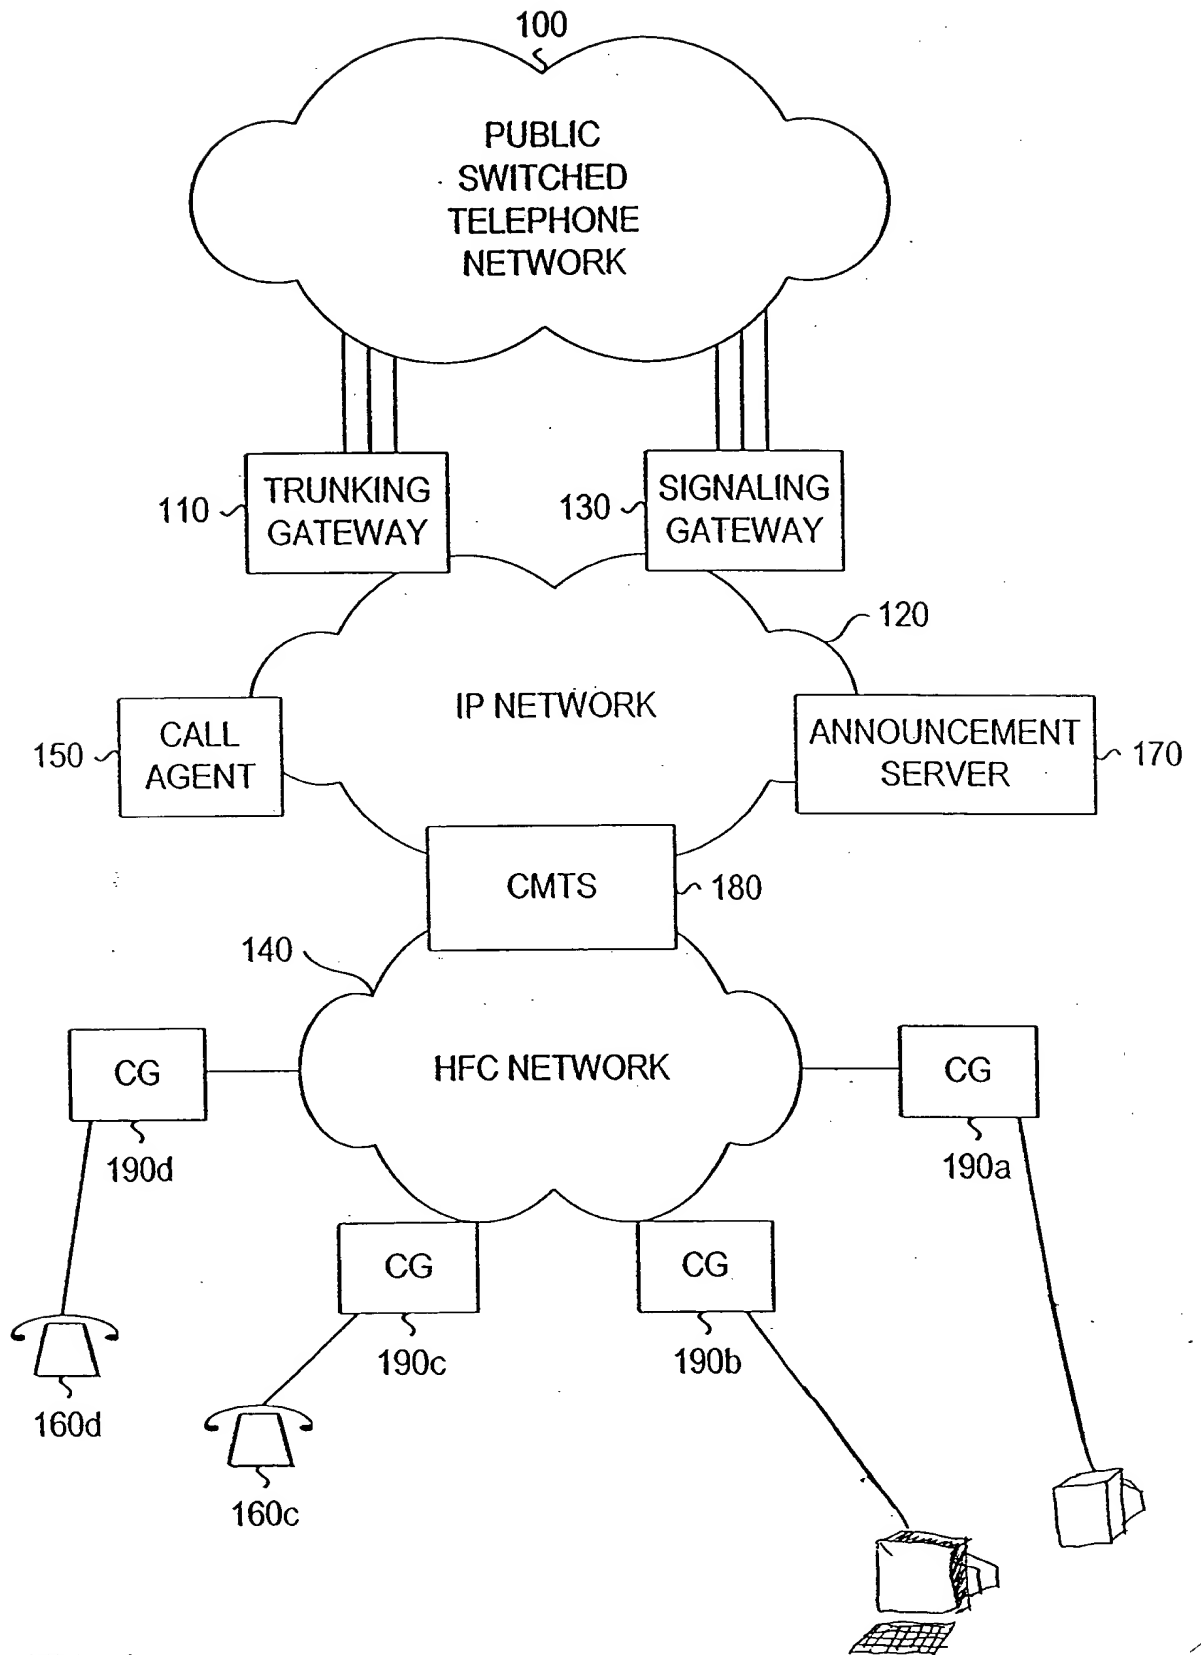 100
PUBLIC
SWITCHED
TELEPHONE
NETWORK
110
TRUNKING
GATEWAY
130
SIGNALING
GATEWAY
120
IP NETWORK
150
CALL
AGENT
ANNOUNCEMENT
SERVER
170
CMTS
180
140
HFC NETWORK
CG
190d
CG
190a
CG
190c
CG
190b
160d
160c